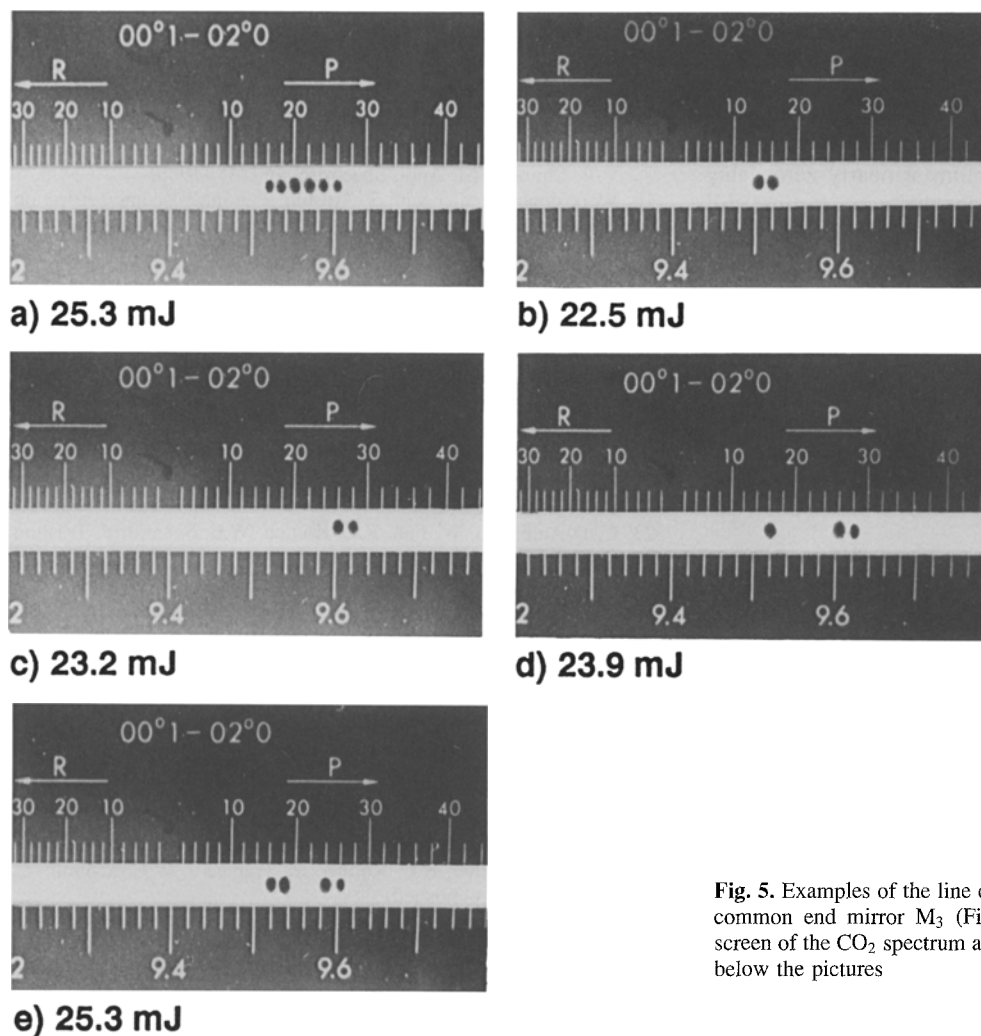 00°1–02°0
R P
30 20 10 10 20 30 40
2 9.4 9.6
a) 25.3 mJ
00°1–02°0
R P
30 20 10 10 20 30 40
2 9.4 9.6
b) 22.5 mJ
00°1–02°0
R P
30 20 10 10 20 30 40
2 9.4 9.6
c) 23.2 mJ
00°1–02°0
R P
30 20 10 10 20 30 40
2 9.4 9.6
d) 23.9 mJ
00°1–02°0
R P
30 20 10 10 20 30 40
2 9.4 9.6
e) 25.3 mJ
Fig. 5. Examples of the line
common end mirror M₃
screen of the CO₂ spectrum
below the pictures